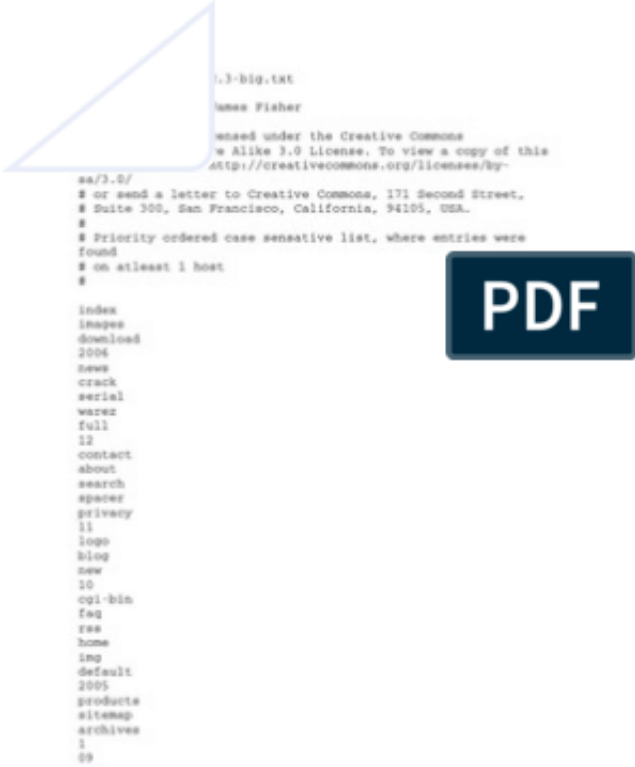 .3-big.txt
ames Fisher
ensed under the Creative Commons
e Alike 3.0 License. To view a copy of this
http://creativecommons.org/licenses/by-
sa/3.0/
# or send a letter to Creative Commons, 171 Second Street,
# Suite 300, San Francisco, California, 94105, USA.
#
# Priority ordered case sensative list, where entries were
found
# on atleast 1 host
#
PDF
index
images
download
2006
news
crack
serial
warez
full
12
contact
about
search
spacer
privacy
11
logo
blog
new
10
cgi-bin
faq
rss
home
img
default
2005
products
sitemap
archives
1
09